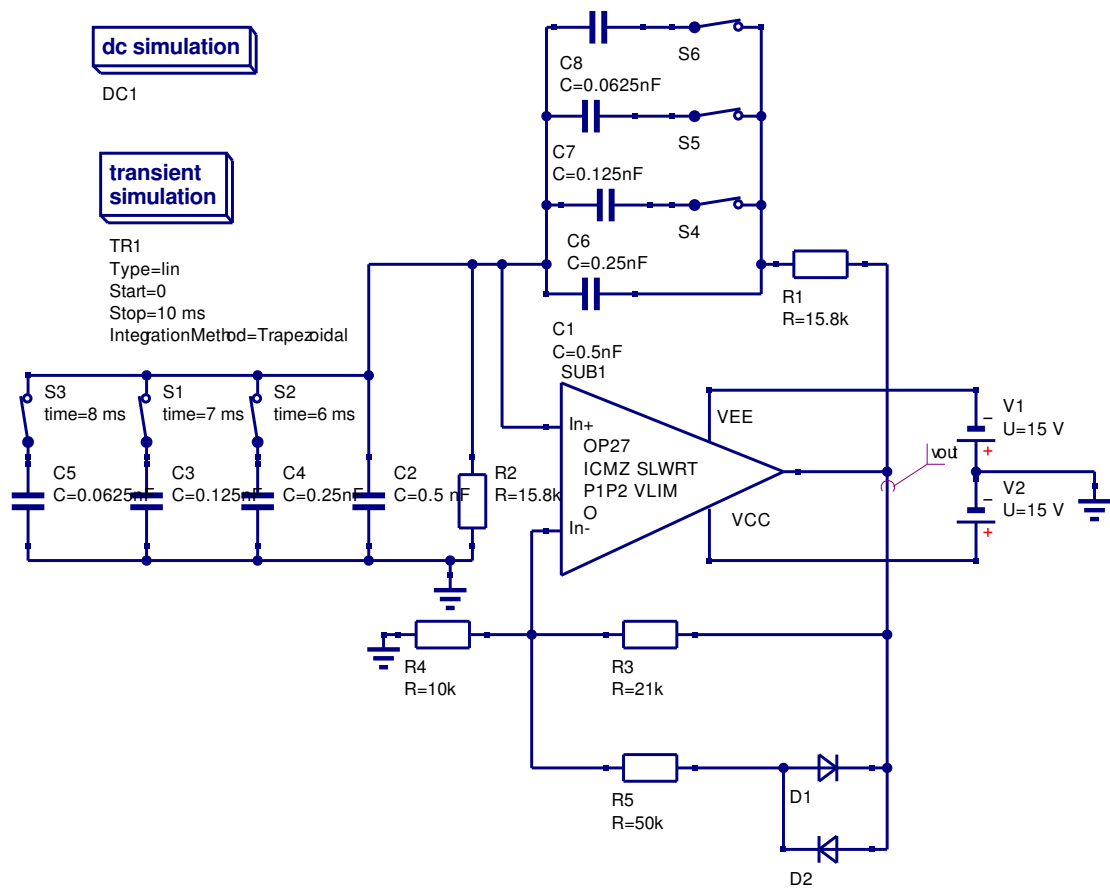 dc simulation
DC1
transient
simulation
TR1
Type=lin
Start=0
Stop=10 ms
IntegrationMethod=Trapezoidal
S6
C8
C=0.0625nF
S5
C7
C=0.125nF
S4
C6
C=0.25nF
R1
R=15.8k
C1
C=0.5nF
SUB1
S3
S1
time=7 ms
S2
time=6 ms
time=8 ms
C5
C=0.0625nF
C3
C=0.125nF
C4
C=0.25nF
C2
C=0.5 nF
R2
R=15.8k
In+
OP27
ICMZ SLWRT
P1P2 VLIM
O
In-
VEE
VCC
vout
V1
U=15 V
−
+
V2
U=15 V
−
+
R4
R=10k
R3
R=21k
R5
R=50k
D1
D2